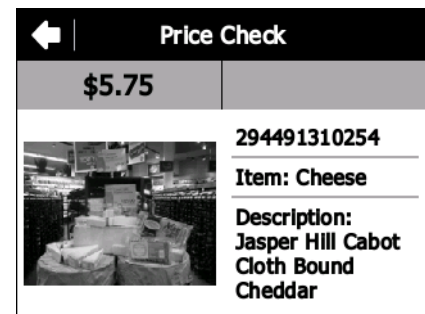 Price Check
$5.75
294491310254
Item: Cheese
Description:
Jasper Hill Cabot
Cloth Bound
Cheddar